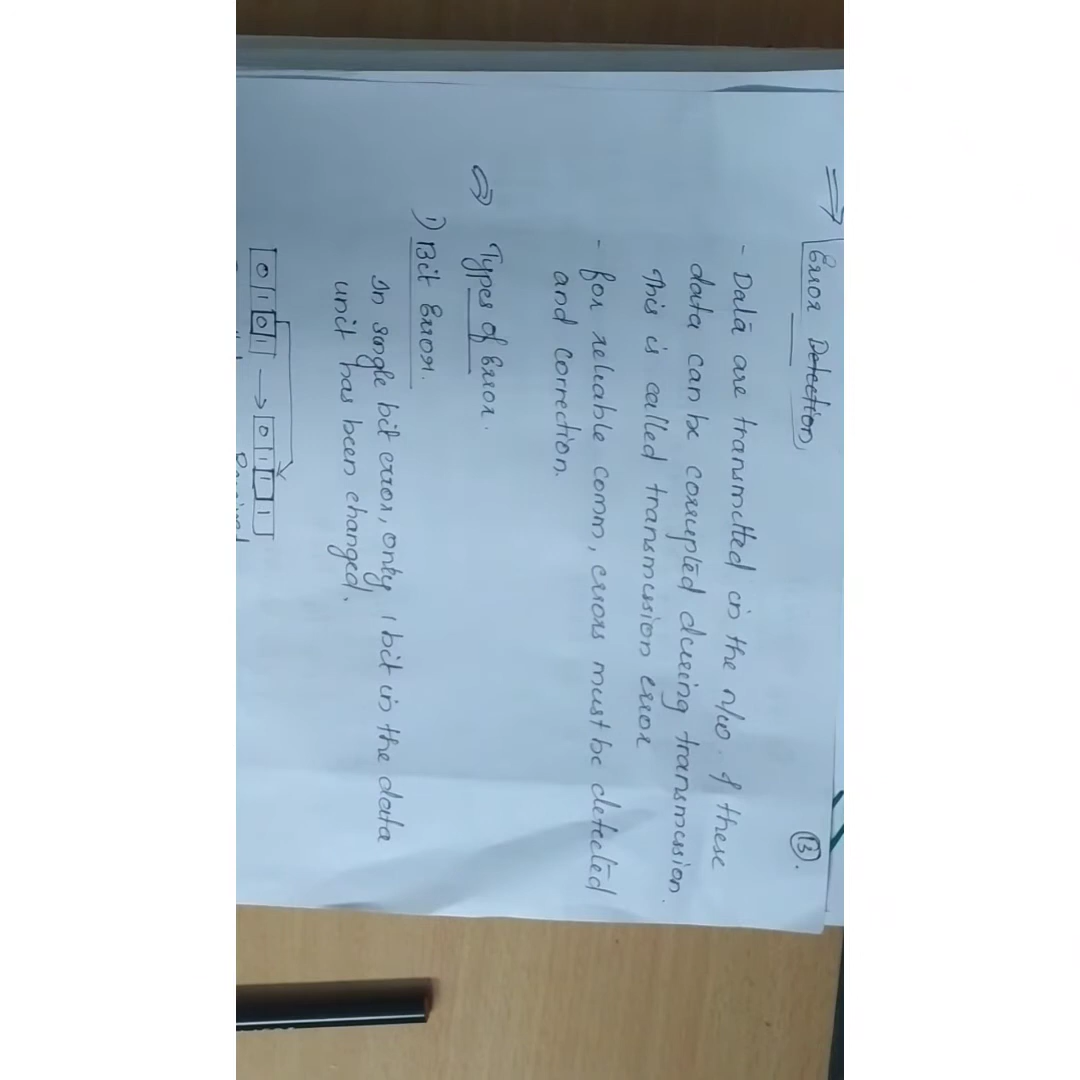 13.
⇒ Error Detection
- Data are transmitted in the n/w. If these
data can be corrupted during transmission.
This is called transmission error
- for reliable comm, errors must be detected
and correction.
⇒ Types of Error.
1) Bit Error.
In single bit error, only 1 bit in the data
unit has been changed.
0 1 0 1 → 0 1 1 1